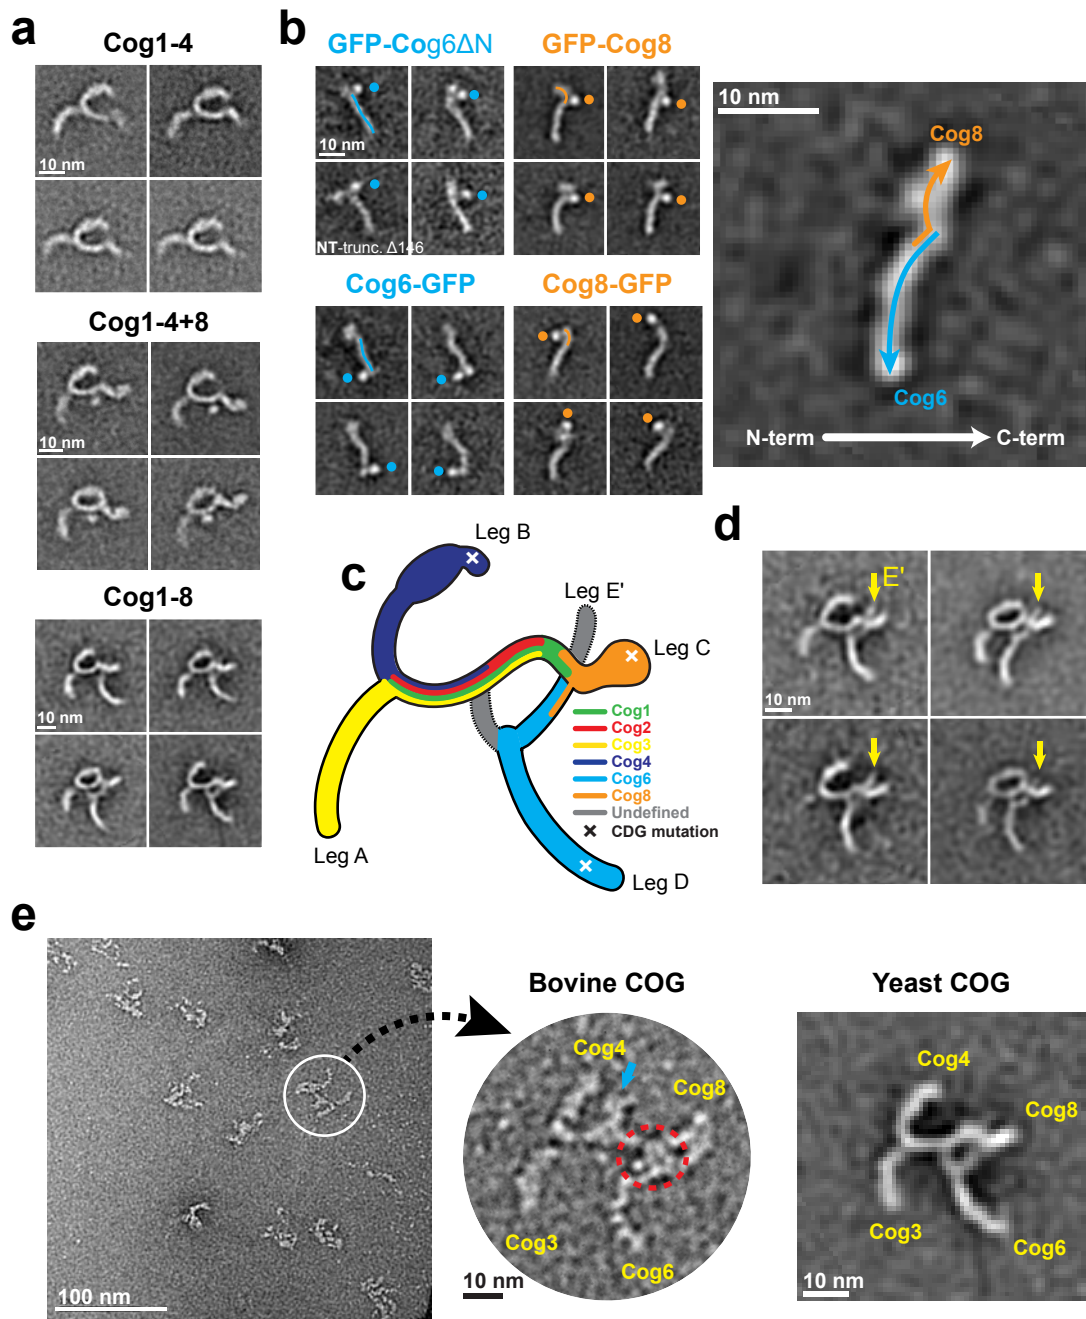 a
Cog1-4
10 nm
Cog1-4+8
10 nm
Cog1-8
10 nm
b
GFP-Cog6ΔN
GFP-Cog8
10 nm
NT-trunc. Δ146
Cog6-GFP
Cog8-GFP
10 nm
Cog8
Cog6
N-term
C-term
c
Leg B
Leg E'
Leg C
Cog1
Cog2
Cog3
Cog4
Cog6
Cog8
Undefined
CDG mutation
Leg A
Leg D
d
E'
10 nm
e
100 nm
Bovine COG
Cog4
Cog8
Cog3
Cog6
10 nm
Yeast COG
Cog4
Cog8
Cog3
Cog6
10 nm